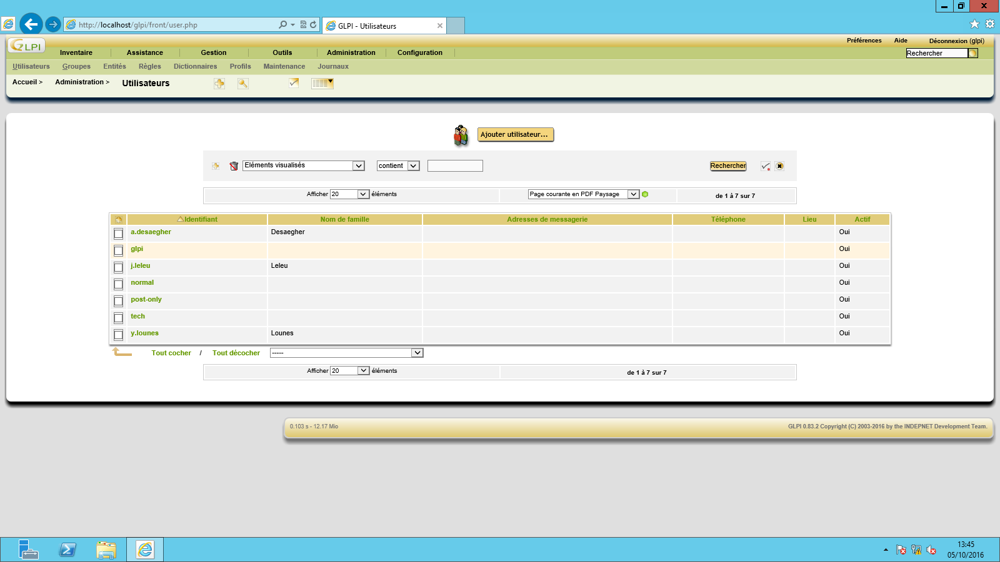 http://localhost/glpi/front/user.php
GLPI - Utilisateurs
GLPI
Préférences Aide Déconnexion (glpi)
Inventaire Assistance Gestion Outils Administration Configuration
Rechercher
Utilisateurs Groupes Entités Règles Dictionnaires Profils Maintenance Journaux
Accueil > Administration > Utilisateurs
Ajouter utilisateur...
Eléments visualisés contient Rechercher
Afficher 20 éléments Page courante en PDF Paysage de 1 à 7 sur 7
Identifiant Nom de famille Adresses de messagerie Téléphone Lieu Actif
a.desaegher Desaegher Oui
glpi Oui
j.leleu Leleu Oui
normal Oui
post-only Oui
tech Oui
y.lounes Lounes Oui
Tout cocher / Tout décocher -----
Afficher 20 éléments de 1 à 7 sur 7
0.103 s - 12.17 Mio
GLPI 0.83.2 Copyright (C) 2003-2016 by the INDEPNET Development Team.
13:45
05/10/2016